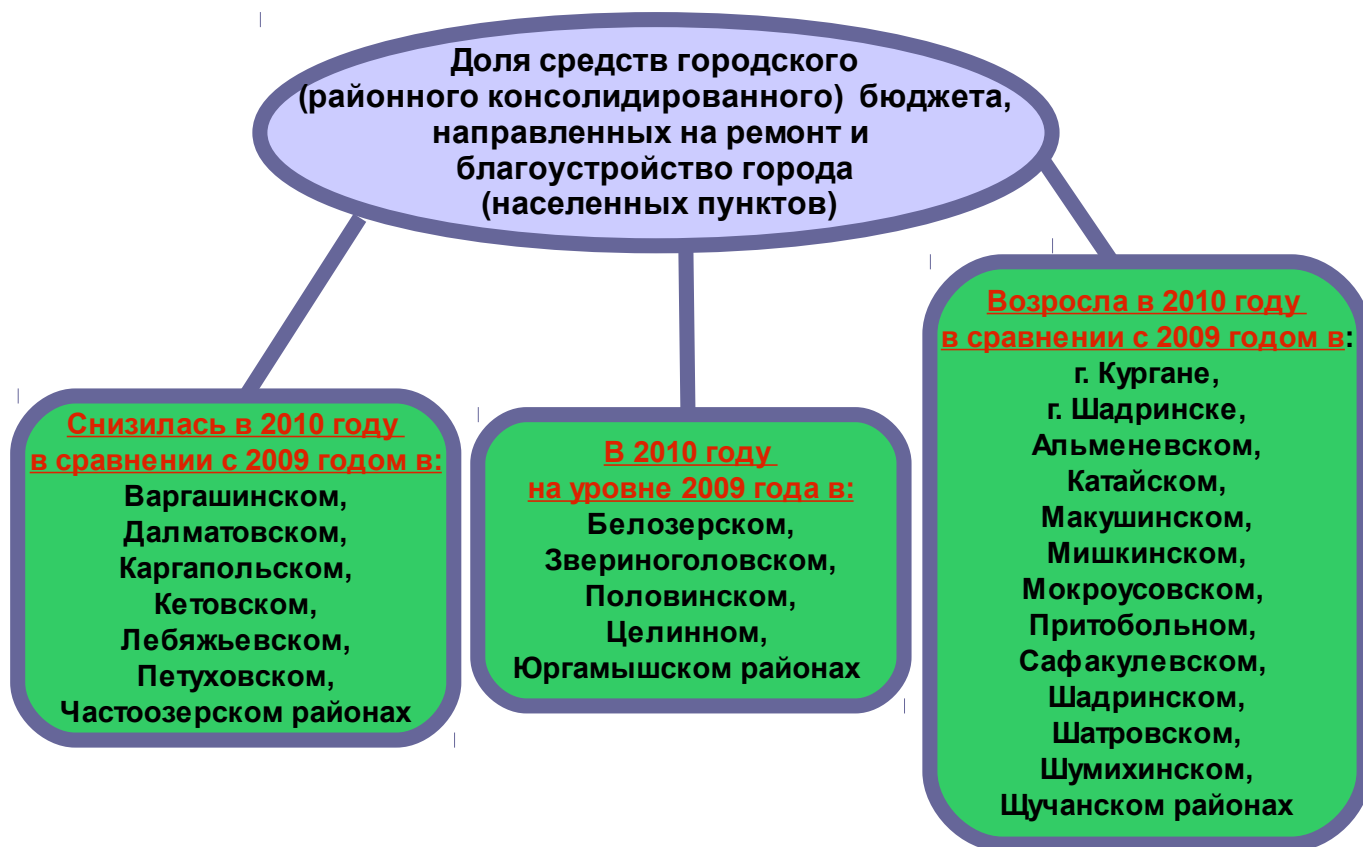 Доля средств городского
(районного консолидированного) бюджета,
направленных на ремонт и
благоустройство города
(населенных пунктов)
Снизилась в 2010 году
в сравнении с 2009 годом в:
Варгашинском,
Далматовском,
Каргапольском,
Кетовском,
Лебяжьевском,
Петуховском,
Частоозерском районах
В 2010 году
на уровне 2009 года в:
Белозерском,
Звериноголовском,
Половинском,
Целинном,
Юргамышском районах
Возросла в 2010 году
в сравнении с 2009 годом в:
г. Кургане,
г. Шадринске,
Альменевском,
Катайском,
Макушинском,
Мишкинском,
Мокроусовском,
Притобольном,
Сафакулевском,
Шадринском,
Шатровском,
Шумихинском,
Щучанском районах